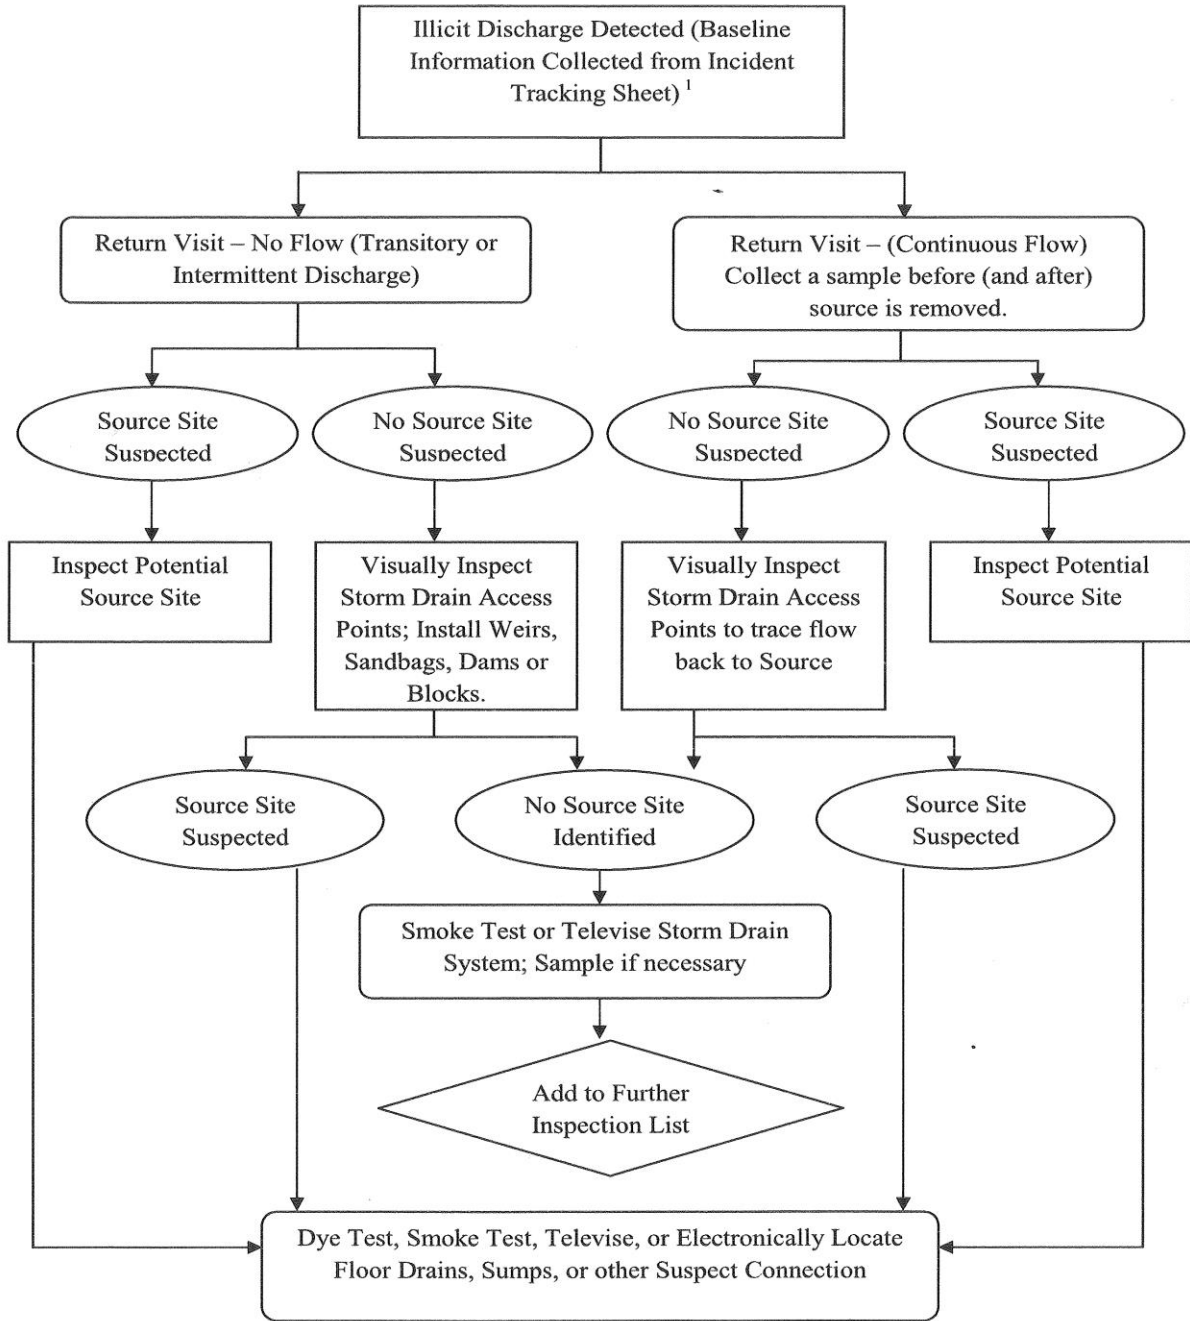 Illicit Discharge Detected (Baseline
Information Collected from Incident
Tracking Sheet) 1
Return Visit – No Flow (Transitory or
Intermittent Discharge)
Return Visit – (Continuous Flow)
Collect a sample before (and after)
source is removed.
Source Site
Suspected
No Source Site
Suspected
No Source Site
Suspected
Source Site
Suspected
Inspect Potential
Source Site
Visually Inspect
Storm Drain Access
Points; Install Weirs,
Sandbags, Dams or
Blocks.
Visually Inspect
Storm Drain Access
Points to trace flow
back to Source
Inspect Potential
Source Site
Source Site
Suspected
No Source Site
Identified
Source Site
Suspected
Smoke Test or Televise Storm Drain
System; Sample if necessary
Add to Further
Inspection List
Dye Test, Smoke Test, Televise, or Electronically Locate
Floor Drains, Sumps, or other Suspect Connection